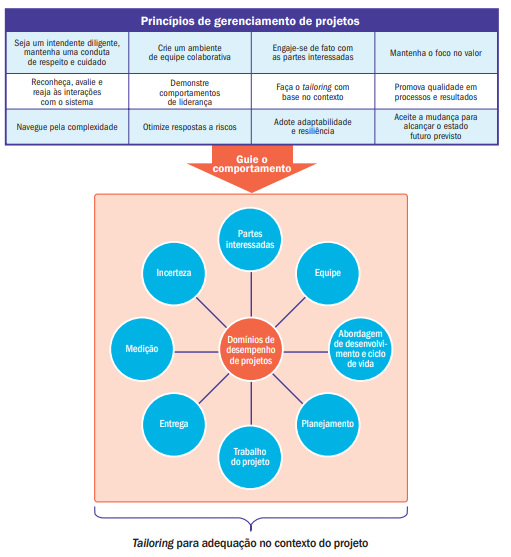 Princípios de gerenciamento de projetos
Seja um intendente diligente,
mantenha uma conduta
de respeito e cuidado
Crie um ambiente
de equipe colaborativa
Engaje-se de fato com
as partes interessadas
Mantenha o foco no valor
Reconheça, avalie e
reaja às interações
com o sistema
Demonstre
comportamentos
de liderança
Faça o tailoring com
base no contexto
Promova qualidade em
processos e resultados
Navegue pela complexidade
Otimize respostas a riscos
Adote adaptabilidade
e resiliência
Aceite a mudança para
alcançar o estado
futuro previsto
Guie o
comportamento
Partes
interessadas
Incerteza
Equipe
Medição
Domínios de
desempenho
de projetos
Abordagem
de desenvolvi-
mento e ciclo
de vida
Entrega
Planejamento
Trabalho
do projeto
Tailoring para adequação no contexto do projeto